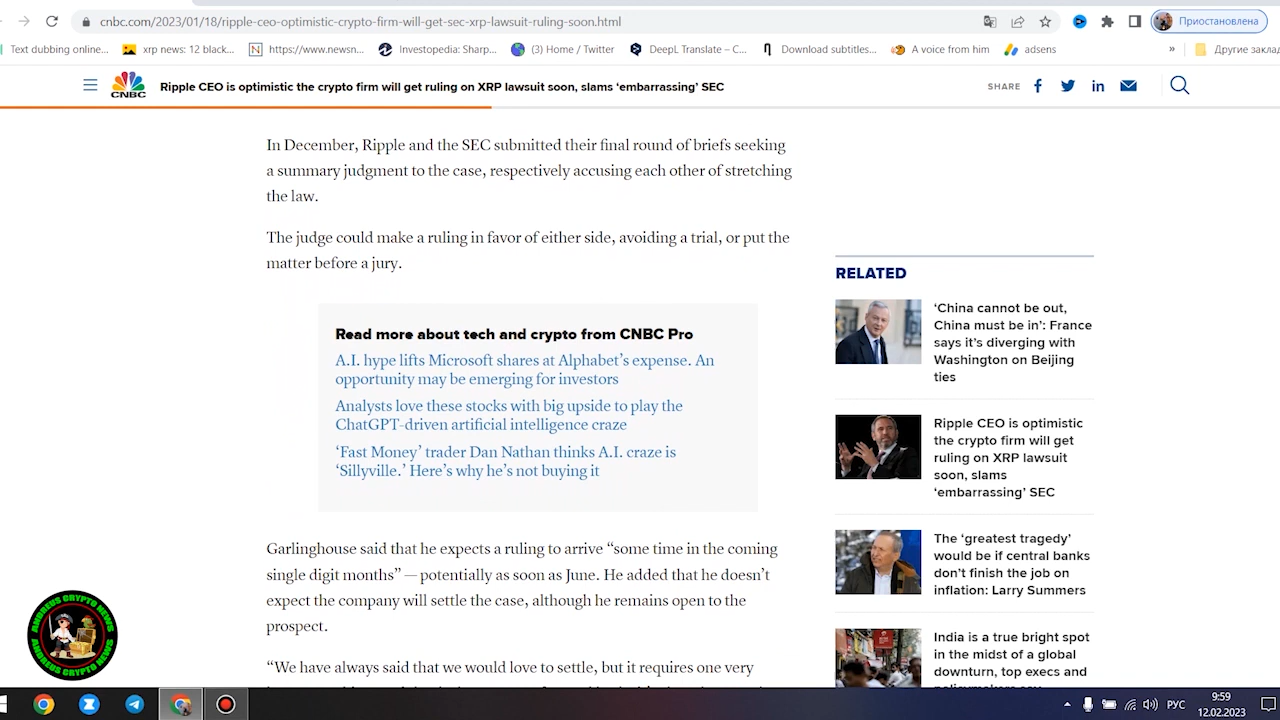 cnbc.com/2023/01/18/ripple-ceo-optimistic-crypto-firm-will-get-sec-xrp-lawsuit-ruling-soon.html
Приостановлена
Text dubbing online...
xrp news: 12 black...
https://www.newsn...
Investopedia: Sharp...
(3) Home / Twitter
DeepL Translate – C...
Download subtitles...
A voice from him
adsens
»
Другие закла
CNBC
Ripple CEO is optimistic the crypto firm will get ruling on XRP lawsuit soon, slams ‘embarrassing’ SEC
SHARE
In December, Ripple and the SEC submitted their final round of briefs seeking
a summary judgment to the case, respectively accusing each other of stretching
the law.
The judge could make a ruling in favor of either side, avoiding a trial, or put the
matter before a jury.
Read more about tech and crypto from CNBC Pro
A.I. hype lifts Microsoft shares at Alphabet’s expense. An
opportunity may be emerging for investors
Analysts love these stocks with big upside to play the
ChatGPT-driven artificial intelligence craze
‘Fast Money’ trader Dan Nathan thinks A.I. craze is
‘Sillyville.’ Here’s why he’s not buying it
Garlinghouse said that he expects a ruling to arrive “some time in the coming
single digit months” — potentially as soon as June. He added that he doesn’t
expect the company will settle the case, although he remains open to the
prospect.
“We have always said that we would love to settle, but it requires one very
RELATED
‘China cannot be out,
China must be in’: France
says it’s diverging with
Washington on Beijing
ties
Ripple CEO is optimistic
the crypto firm will get
ruling on XRP lawsuit
soon, slams
‘embarrassing’ SEC
The ‘greatest tragedy’
would be if central banks
don’t finish the job on
inflation: Larry Summers
India is a true bright spot
in the midst of a global
downturn, top execs and
ANDREUS CRYPTO NEWS
ANDREUS CRYPTO NEWS
РУС
9:59
12.02.2023